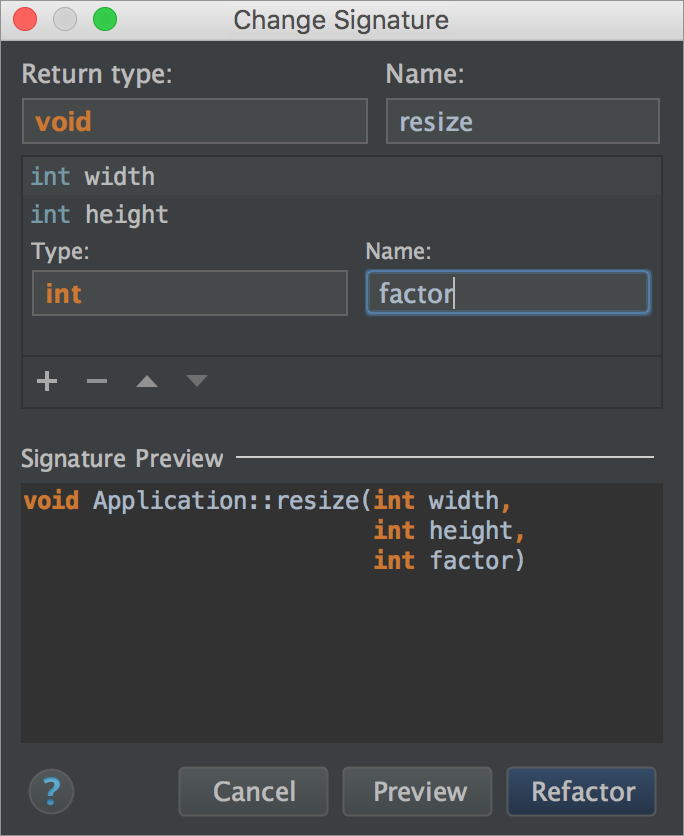 Change Signature
Return type: Name:
void resize
int width
int height
Type: Name:
int factor
Signature Preview
void Application::resize(int width,
int height,
int factor)
? Cancel Preview Refactor